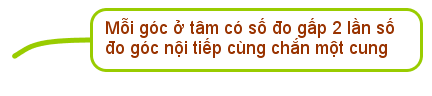 Mỗi góc ở tâm có số đo gấp 2 lần số
đo góc nội tiếp cùng chắn một cung